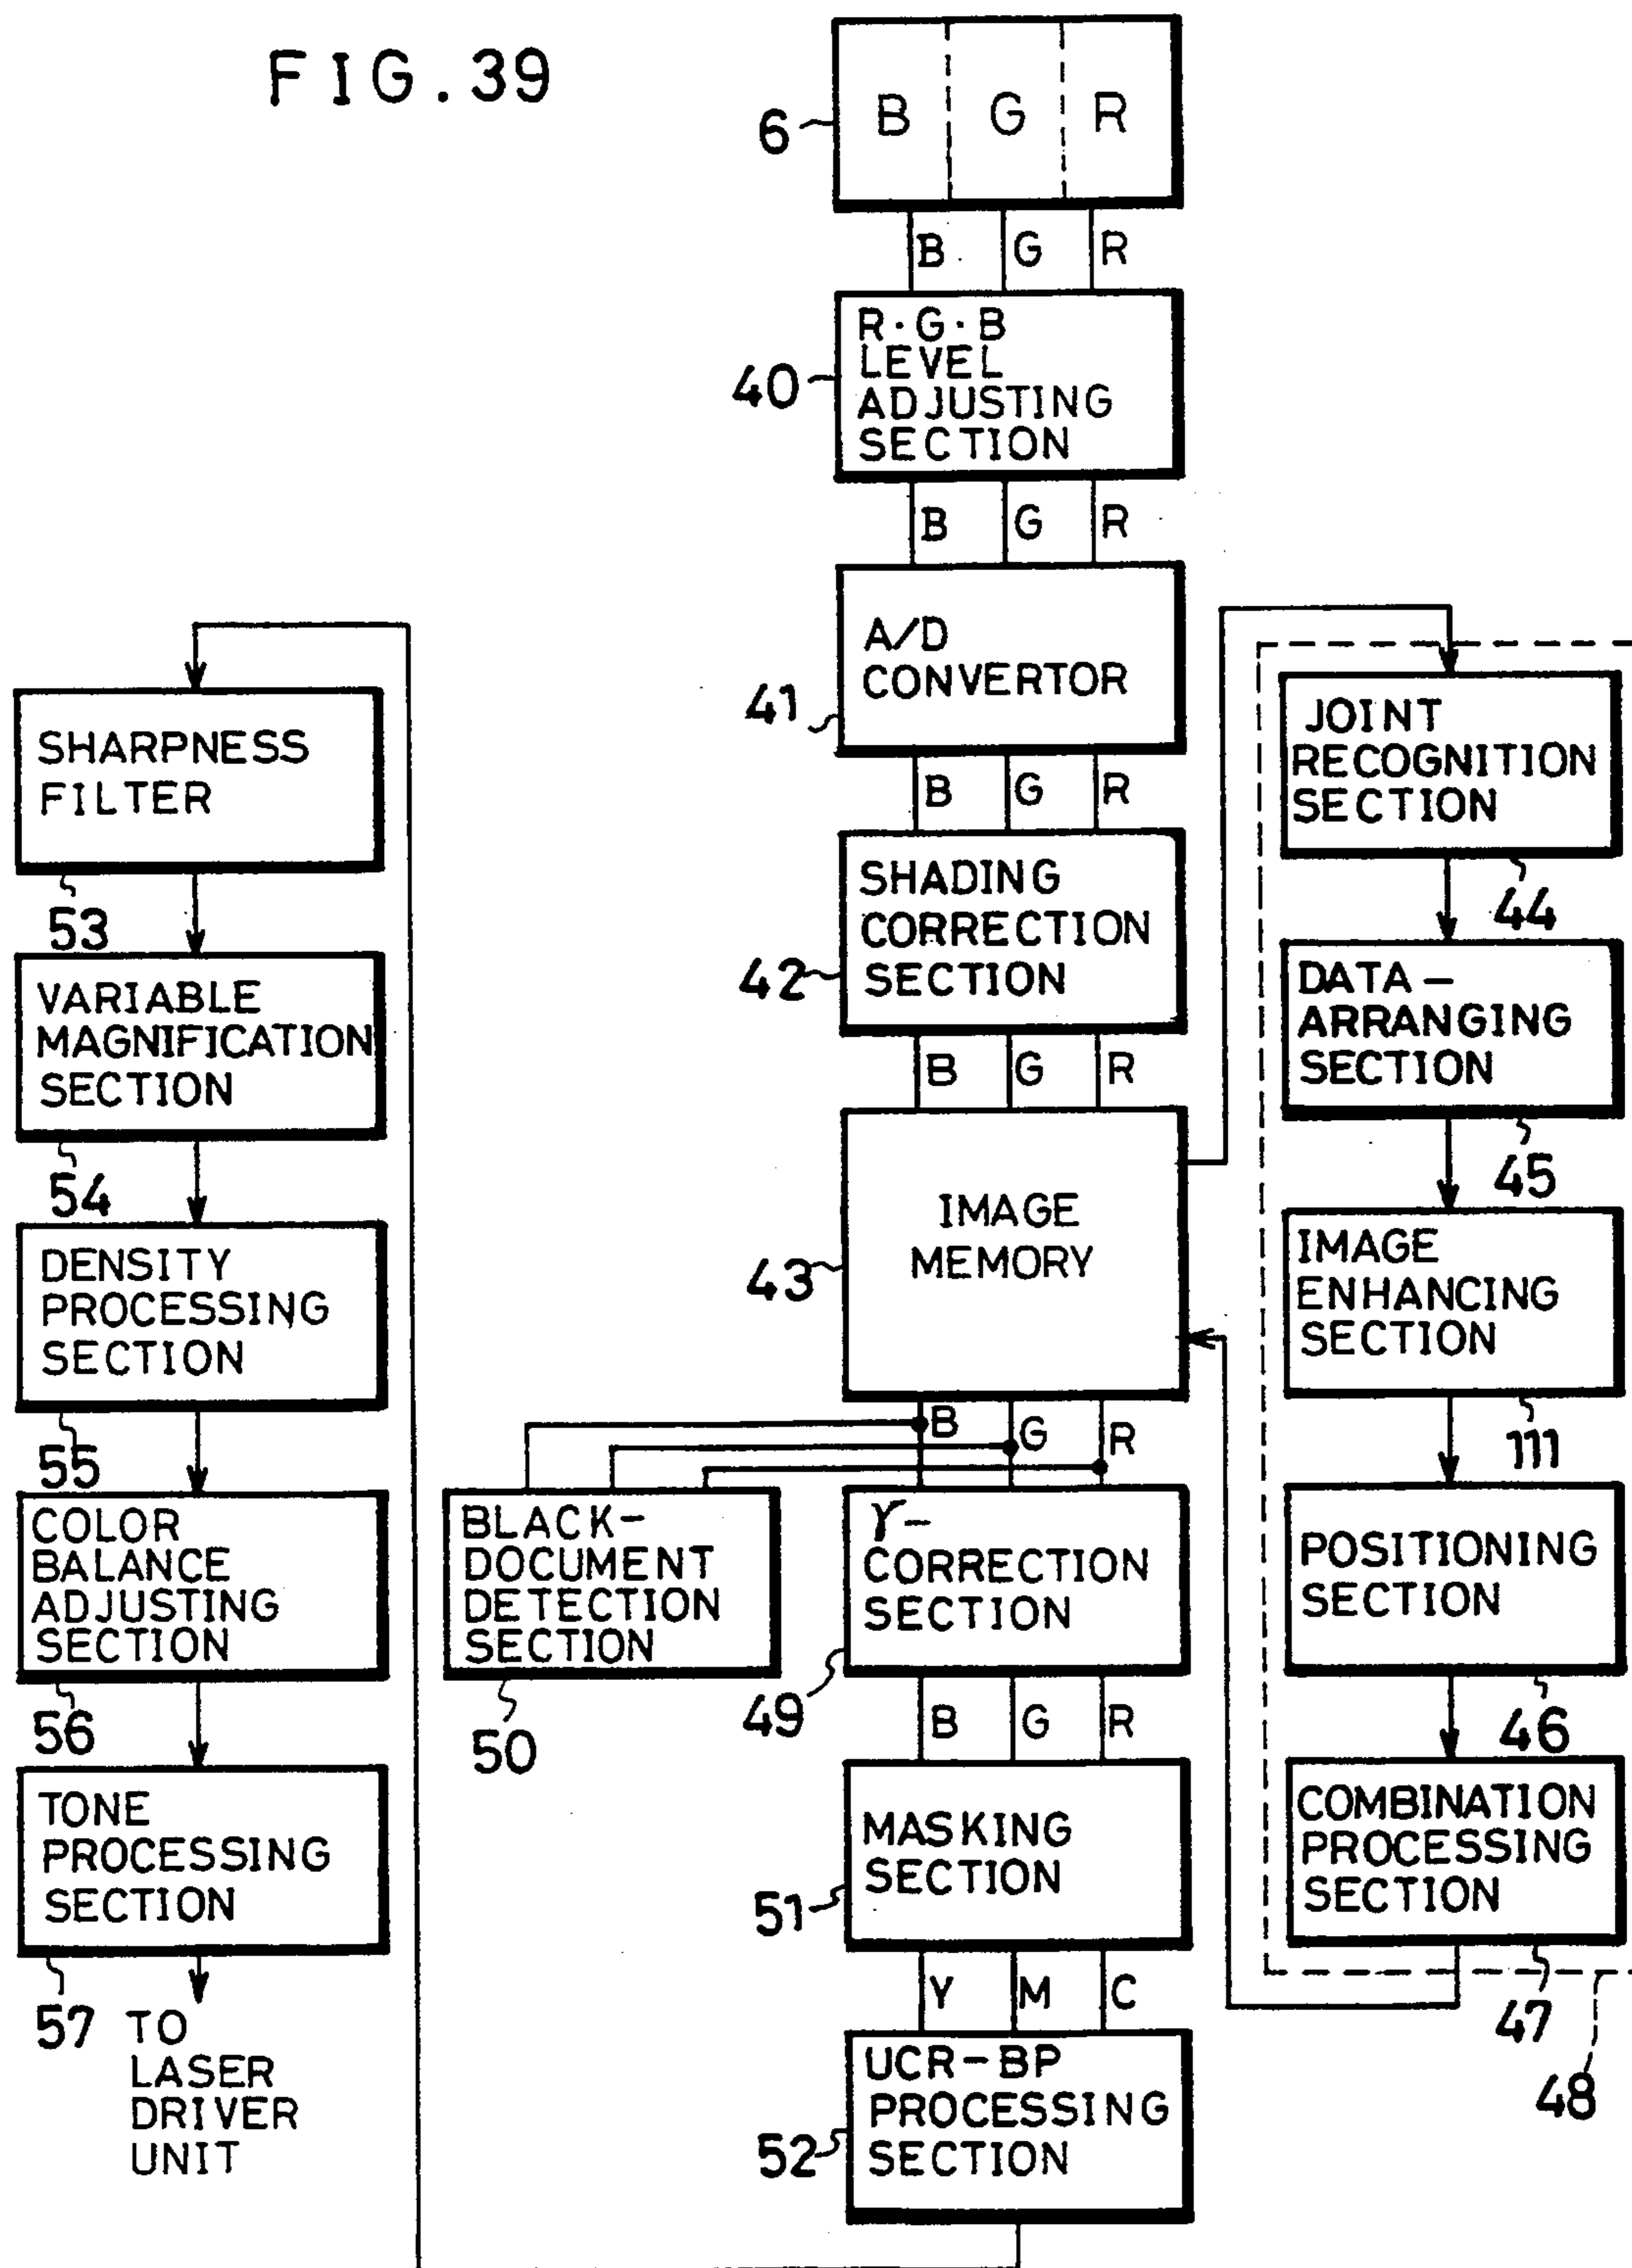 FIG.39
B G R
6
B G R
R·G·B
LEVEL
ADJUSTING
SECTION
40
B G R
A/D
CONVERTOR
41
B G R
SHADING
CORRECTION
SECTION
42
B G R
IMAGE
MEMORY
43
JOINT
RECOGNITION
SECTION
44
DATA-
ARRANGING
SECTION
45
IMAGE
ENHANCING
SECTION
111
POSITIONING
SECTION
46
COMBINATION
PROCESSING
SECTION
47
48
B G R
BLACK-
DOCUMENT
DETECTION
SECTION
50
γ-
CORRECTION
SECTION
49
B G R
MASKING
SECTION
51
Y M C
UCR-BP
PROCESSING
SECTION
52
SHARPNESS
FILTER
53
VARIABLE
MAGNIFICATION
SECTION
54
DENSITY
PROCESSING
SECTION
55
COLOR
BALANCE
ADJUSTING
SECTION
56
TONE
PROCESSING
SECTION
57
TO
LASER
DRIVER
UNIT